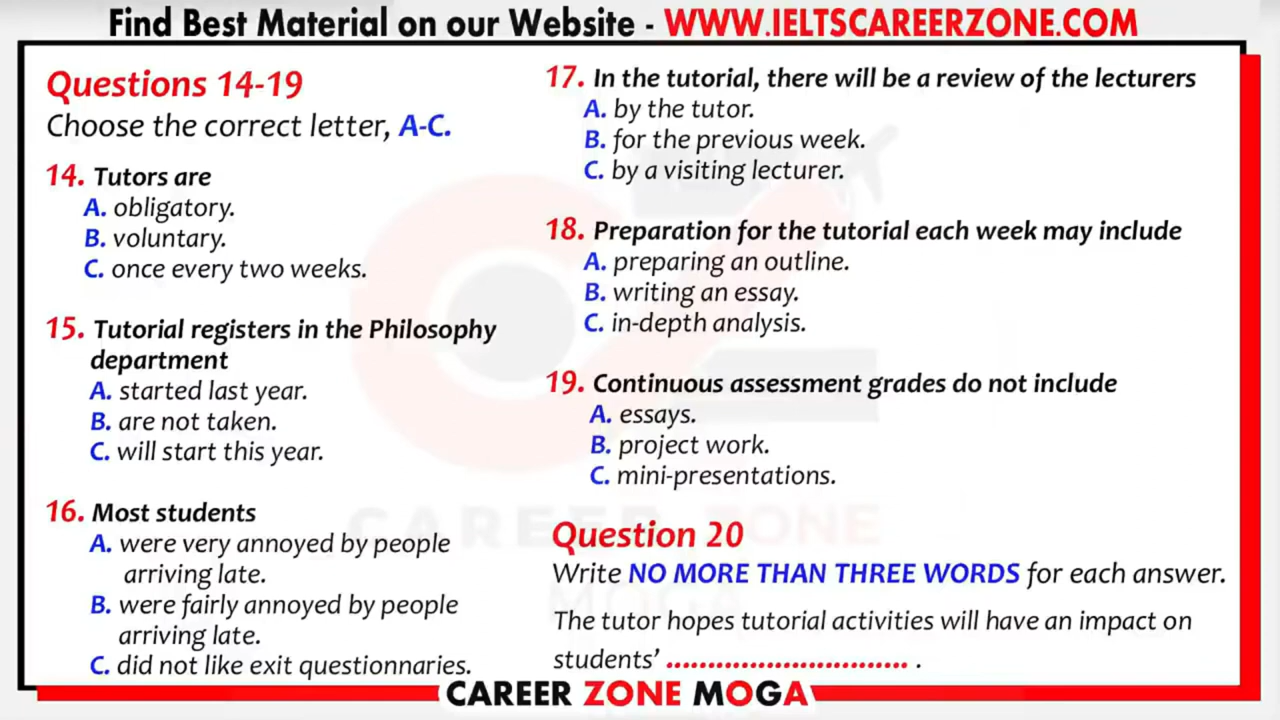 Find Best Material on our Website - WWW.IELTSCAREERZONE.COM
Questions 14-19
Choose the correct letter, A-C.
14. Tutors are
A. obligatory.
B. voluntary.
C. once every two weeks.
15. Tutorial registers in the Philosophy
department
A. started last year.
B. are not taken.
C. will start this year.
16. Most students
A. were very annoyed by people
arriving late.
B. were fairly annoyed by people
arriving late.
C. did not like exit questionnaries.
17. In the tutorial, there will be a review of the lecturers
A. by the tutor.
B. for the previous week.
C. by a visiting lecturer.
18. Preparation for the tutorial each week may include
A. preparing an outline.
B. writing an essay.
C. in-depth analysis.
19. Continuous assessment grades do not include
A. essays.
B. project work.
C. mini-presentations.
CAREER ZONE
MOGA
Question 20
Write NO MORE THAN THREE WORDS for each answer.
The tutor hopes tutorial activities will have an impact on
students’ ............................. .
CAREER ZONE MOGA